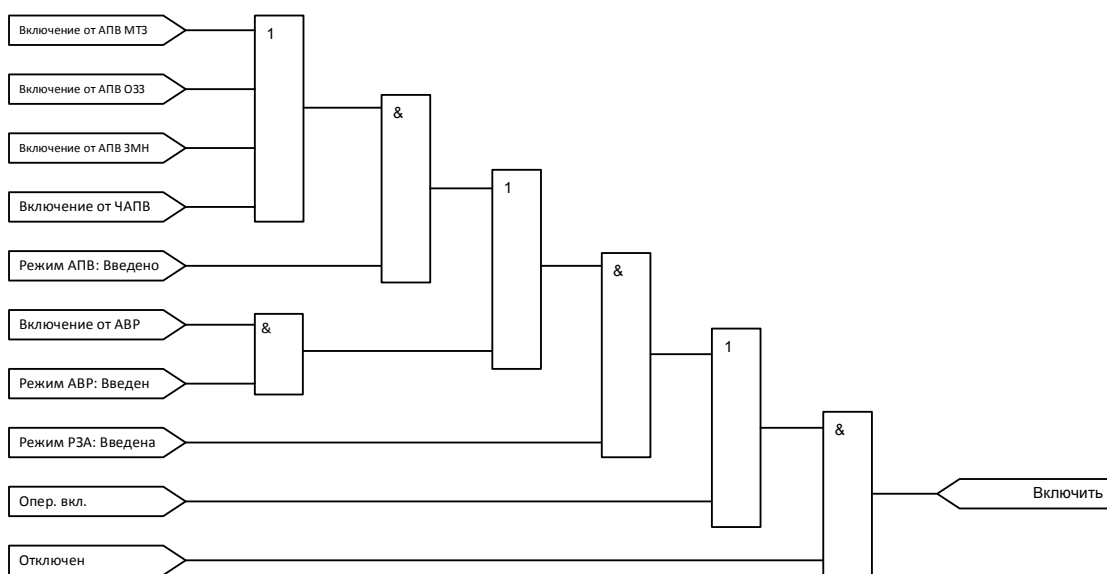 Включение от АПВ МТЗ
1
Включение от АПВ ОЗЗ
&
Включение от АПВ ЗМН
1
Включение от ЧАПВ
Режим АПВ: Введено
&
Включение от АВР
&
1
Режим АВР: Введен
Режим РЗА: Введена
&
Опер. вкл.
Включить
Отключен